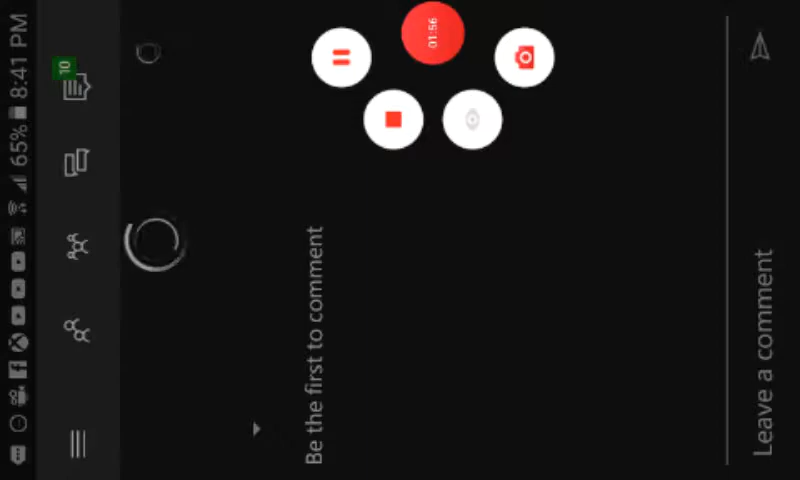 65% 8:41 PM
10
01:56
Be the first to comment
Leave a comment